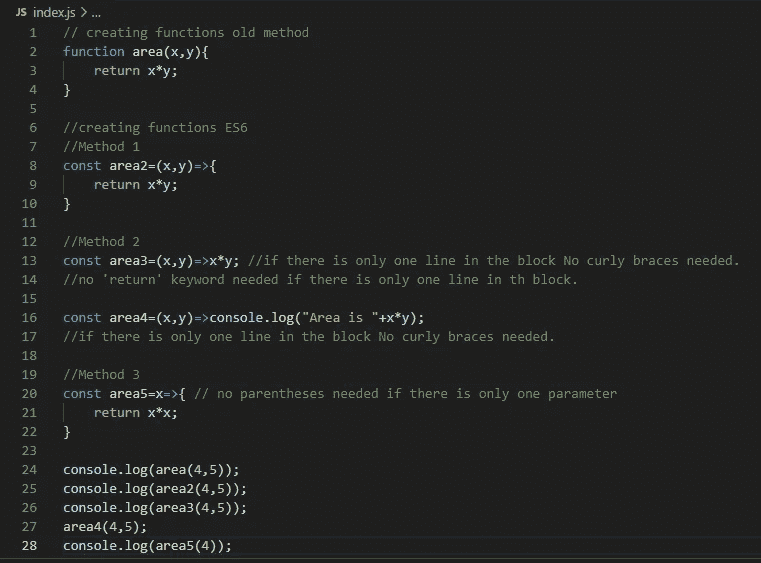 JS index.js > ...
1 // creating functions old method
2 function area(x,y){
3     return x*y;
4 }
5
6 //creating functions ES6
7 //Method 1
8 const area2=(x,y)=>{
9     return x*y;
10 }
11
12 //Method 2
13 const area3=(x,y)=>x*y; //if there is only one line in the block No curly braces needed.
14 //no 'return' keyword needed if there is only one line in th block.
15
16 const area4=(x,y)=>console.log("Area is "+x*y);
17 //if there is only one line in the block No curly braces needed.
18
19 //Method 3
20 const area5=x=>{ // no parentheses needed if there is only one parameter
21     return x*x;
22 }
23
24 console.log(area(4,5));
25 console.log(area2(4,5));
26 console.log(area3(4,5));
27 area4(4,5);
28 console.log(area5(4));